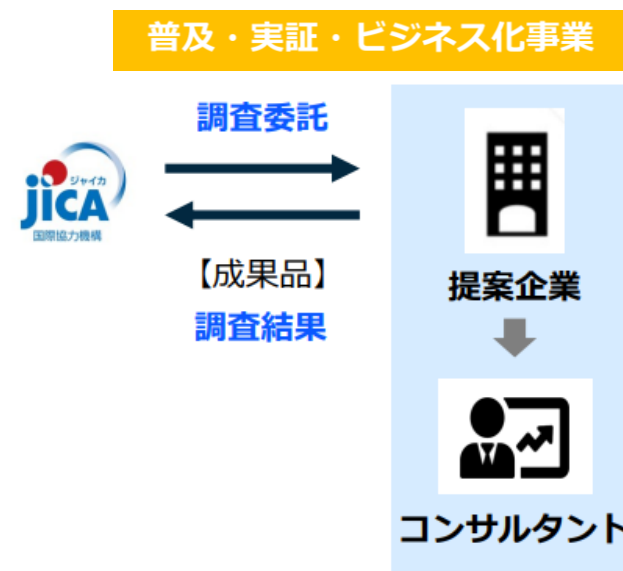 普及・実証・ビジネス化事業
調査委託
ジャイカ
JICA
国際協力機構
【成果品】
調査結果
提案企業
コンサルタント